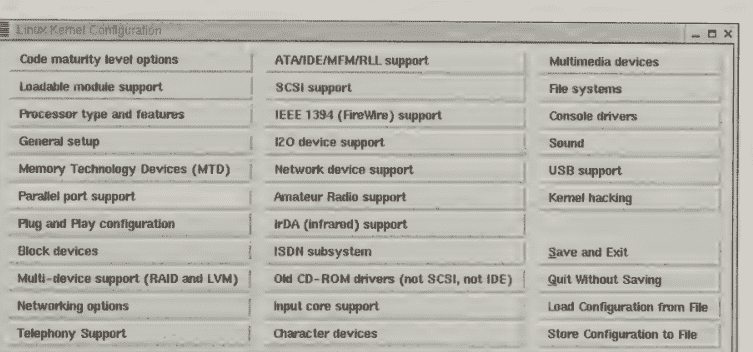 Linux Kernel Configuration
Code maturity level options
Loadable module support
Processor type and features
General setup
Memory Technology Devices (MTD)
Parallel port support
Plug and Play configuration
Block devices
Multi-device support (RAID and LVM)
Networking options
Telephony Support
ATA/IDE/MFM/RLL support
SCSI support
IEEE 1394 (FireWire) support
I2O device support
Network device support
Amateur Radio support
IrDA (infrared) support
ISDN subsystem
Old CD-ROM drivers (not SCSI, not IDE)
Input core support
Character devices
Multimedia devices
File systems
Console drivers
Sound
USB support
Kernel hacking
Save and Exit
Quit Without Saving
Load Configuration from File
Store Configuration to File